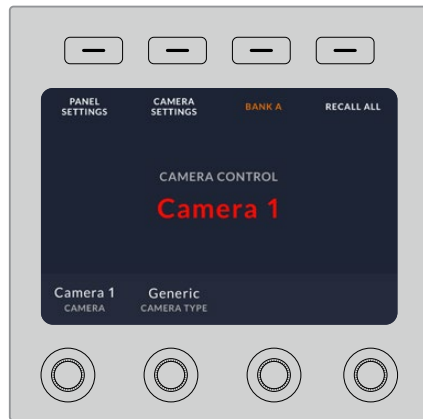 PANEL SETTINGS
CAMERA SETTINGS
BANK A
RECALL ALL
CAMERA CONTROL
Camera 1
Camera 1
CAMERA
Generic
CAMERA TYPE